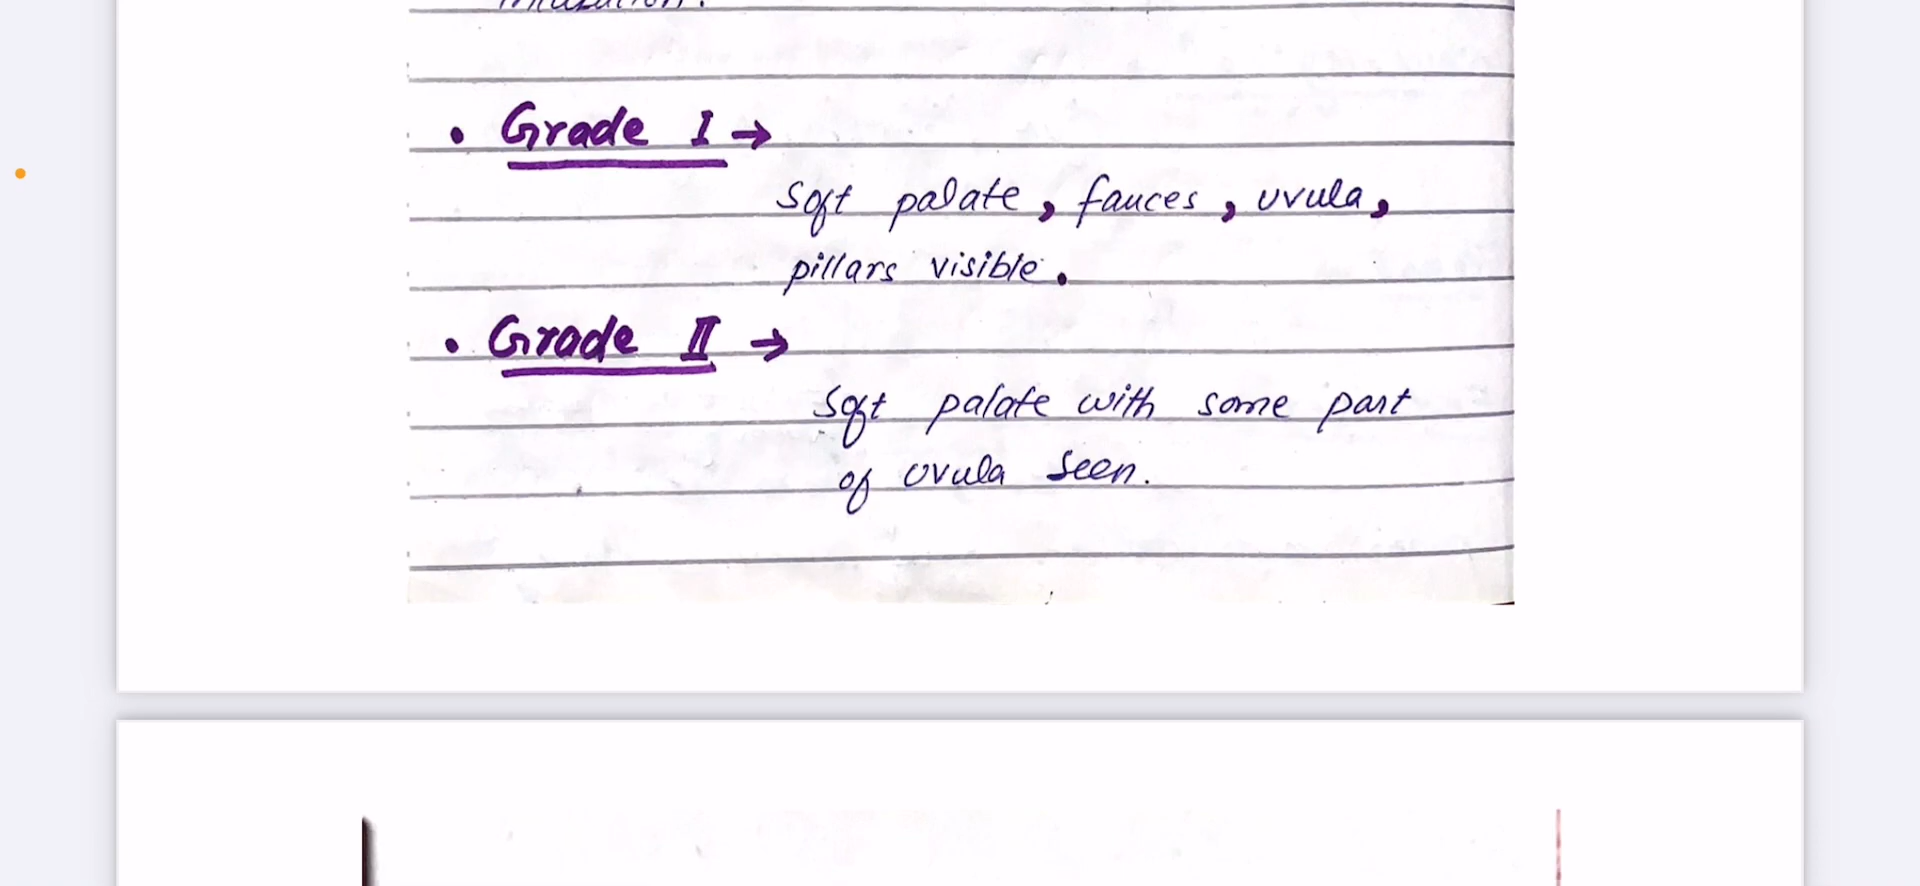 • Grade I →
Soft palate, fauces, uvula,
pillars visible.
• Grade II →
Soft palate with some part
of uvula seen.